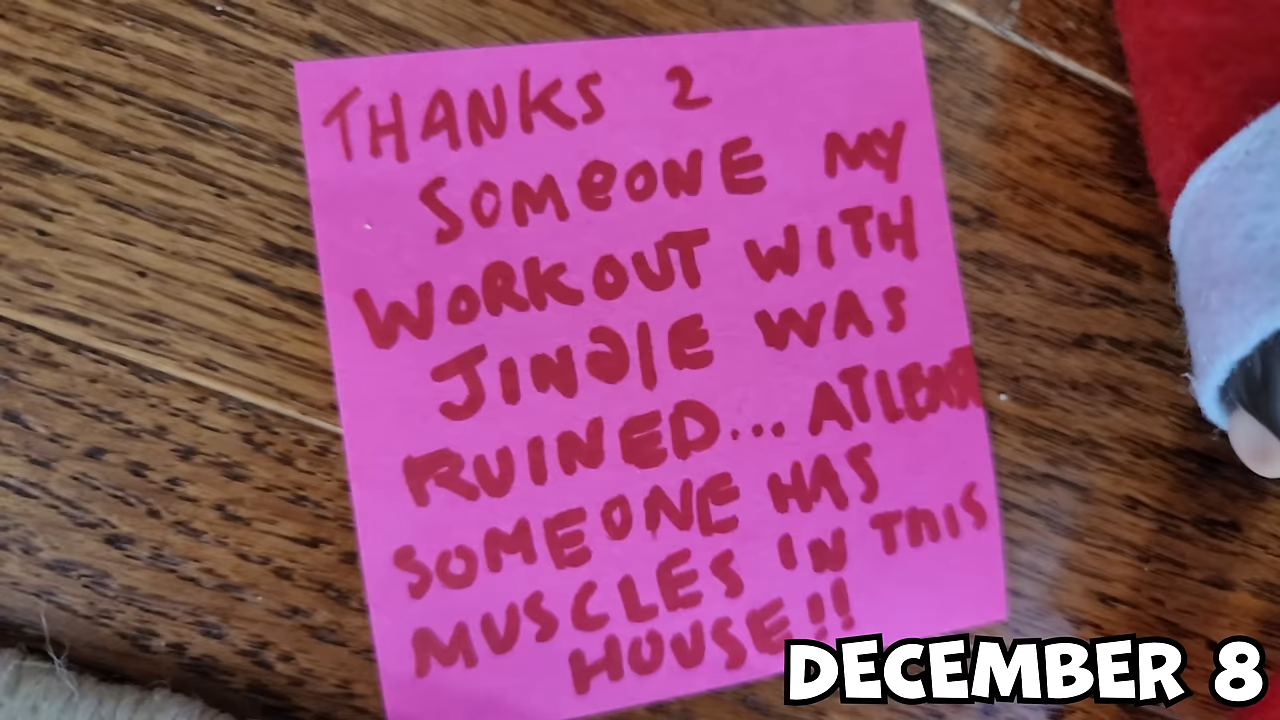 THANKS 2
SOMEONE MY
WORKOUT WITH
JINGlE WAS
RUINED... ATLEAST
SOMEONE HAS
MUSCLES IN THIS
HOUSE!!
DECEMBER 8